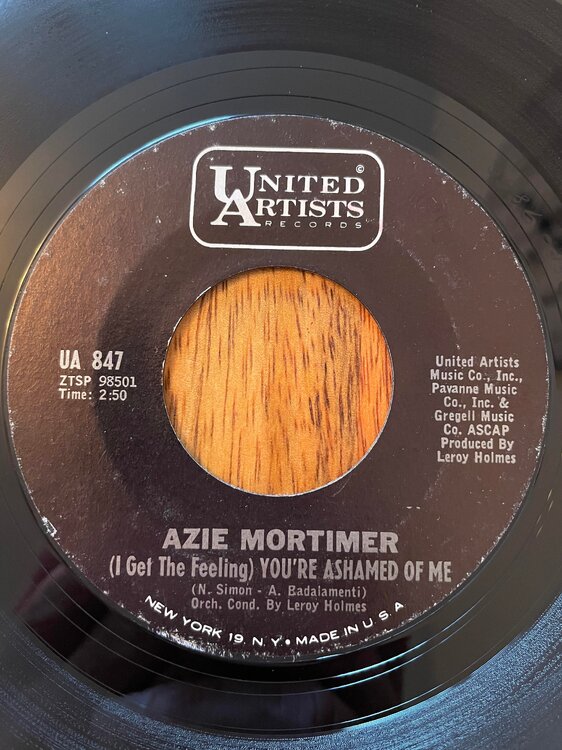 ©
UNITED
ARTISTS
RECORDS
UA 847
ZTSP 98501
Time: 2:50
United Artists
Music Co., Inc.,
Pavanne Music
Co., Inc. &
Gregell Music
Co. ASCAP
Produced By
Leroy Holmes
AZIE MORTIMER
(I Get The Feeling) YOU'RE ASHAMED OF ME
(N. Simon - A. Badalamenti)
Orch. Cond. By Leroy Holmes
NEW YORK 19 N.Y. • MADE IN U.S.A